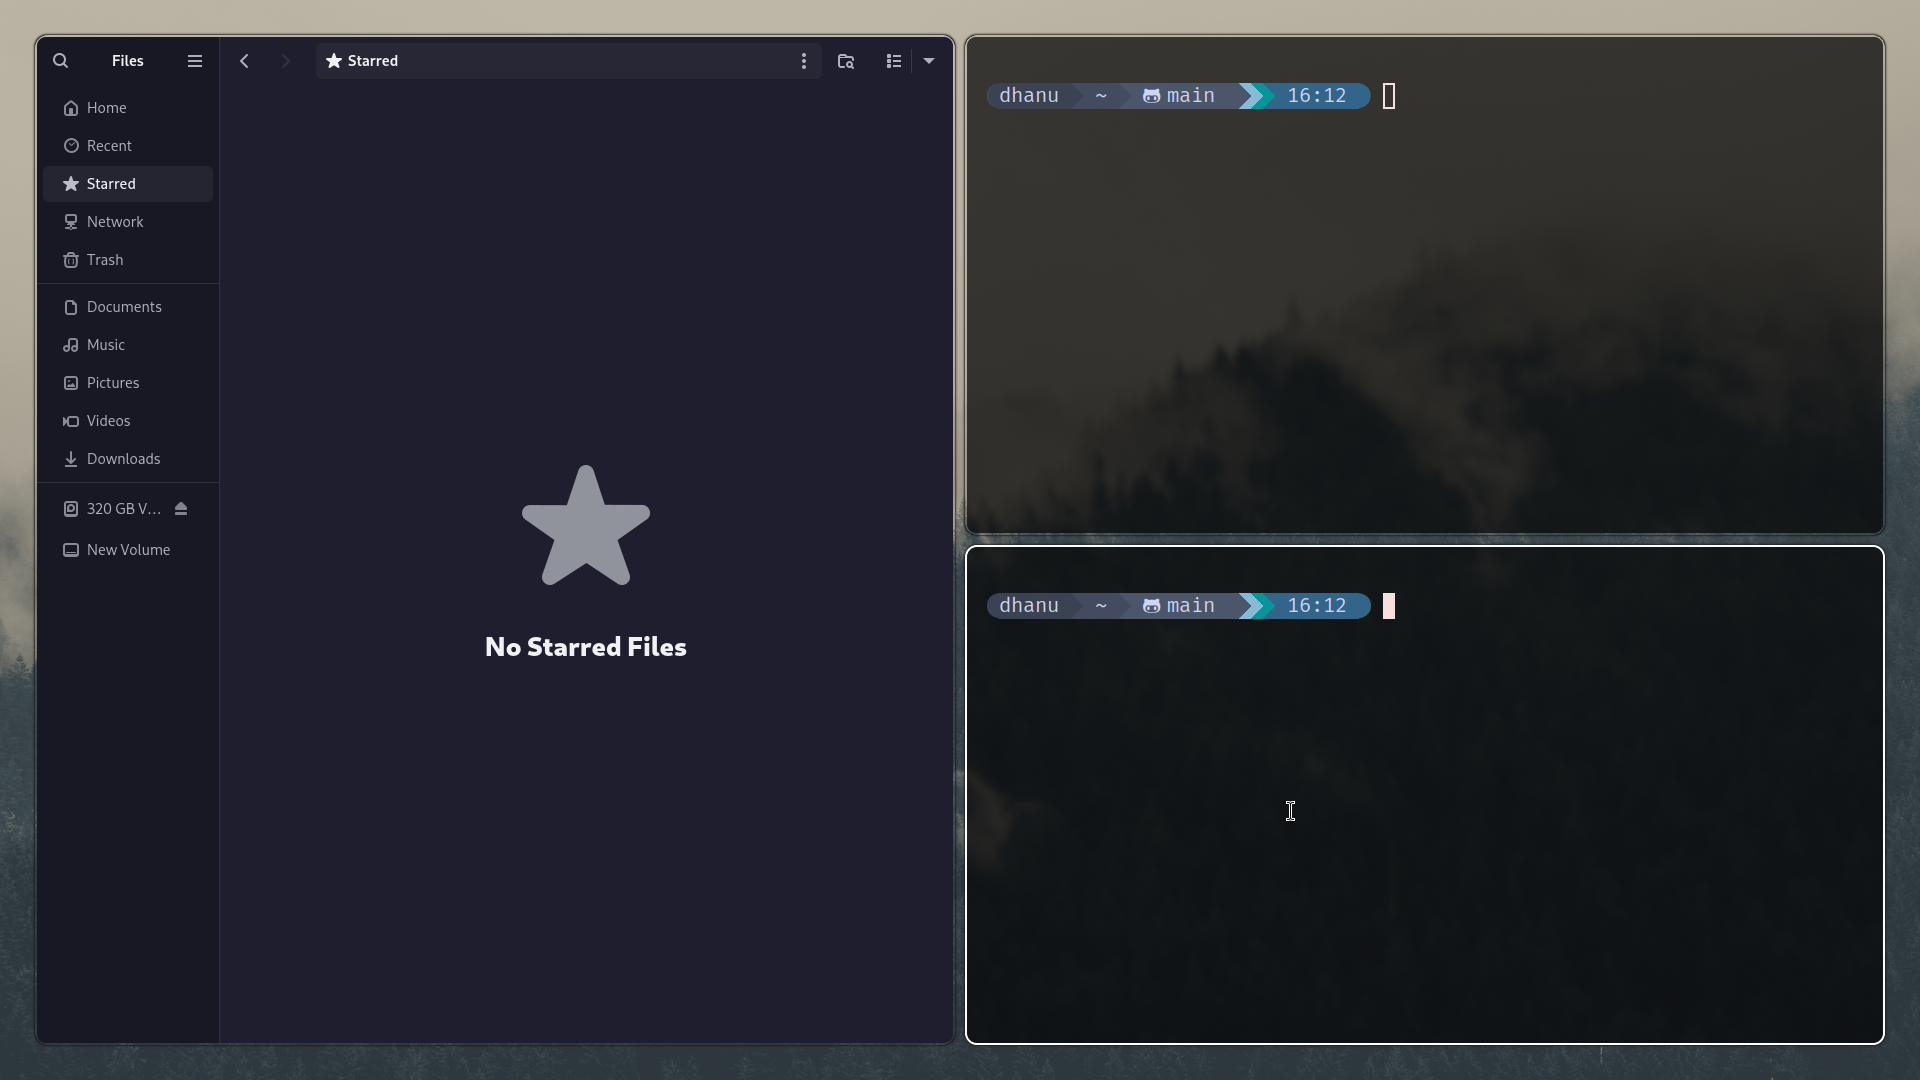 Files
Starred
Home
Recent
Starred
Network
Trash
Documents
Music
Pictures
Videos
Downloads
320 GB V...
New Volume
No Starred Files
dhanu ~ main 16:12
dhanu ~ main 16:12